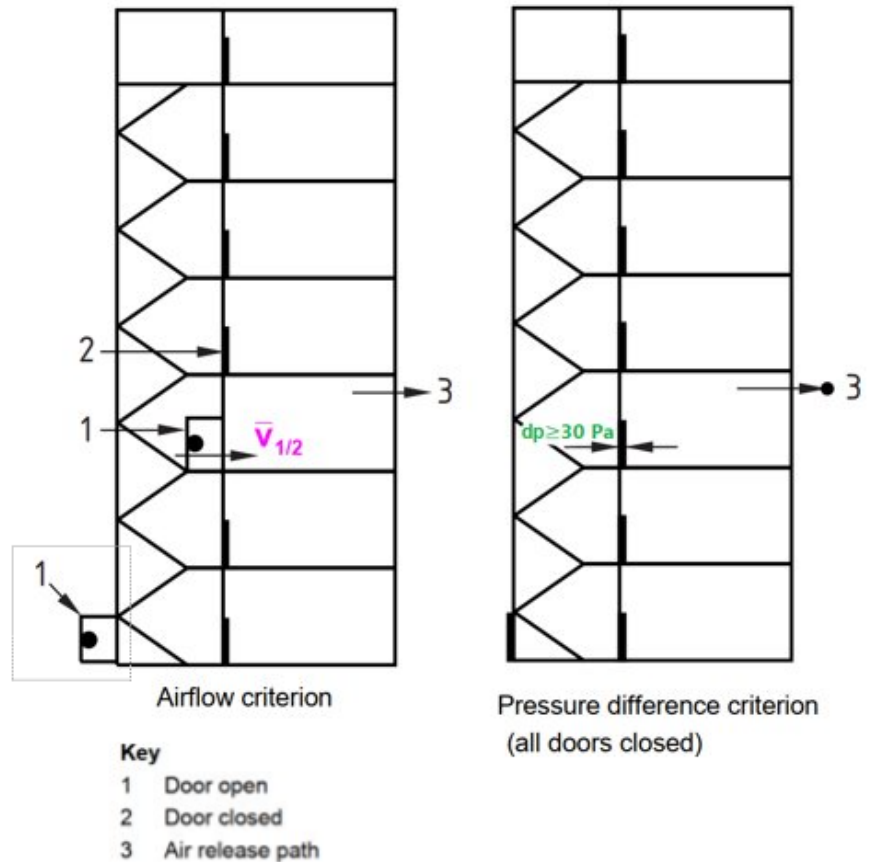 2
3
1
V̅1/2
1
Airflow criterion
dp≥30 Pa
3
Pressure difference criterion
(all doors closed)
Key
1 Door open
2 Door closed
3 Air release path